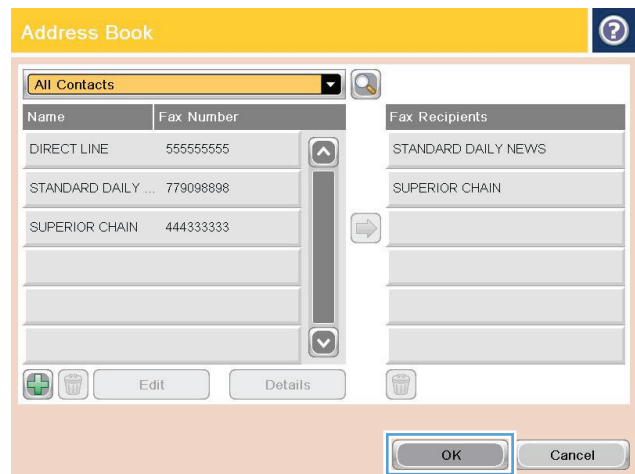 Address Book
?
All Contacts
Name Fax Number Fax Recipients
DIRECT LINE 555555555 STANDARD DAILY NEWS
STANDARD DAILY ... 779098898 SUPERIOR CHAIN
SUPERIOR CHAIN 444333333
Edit Details
OK Cancel